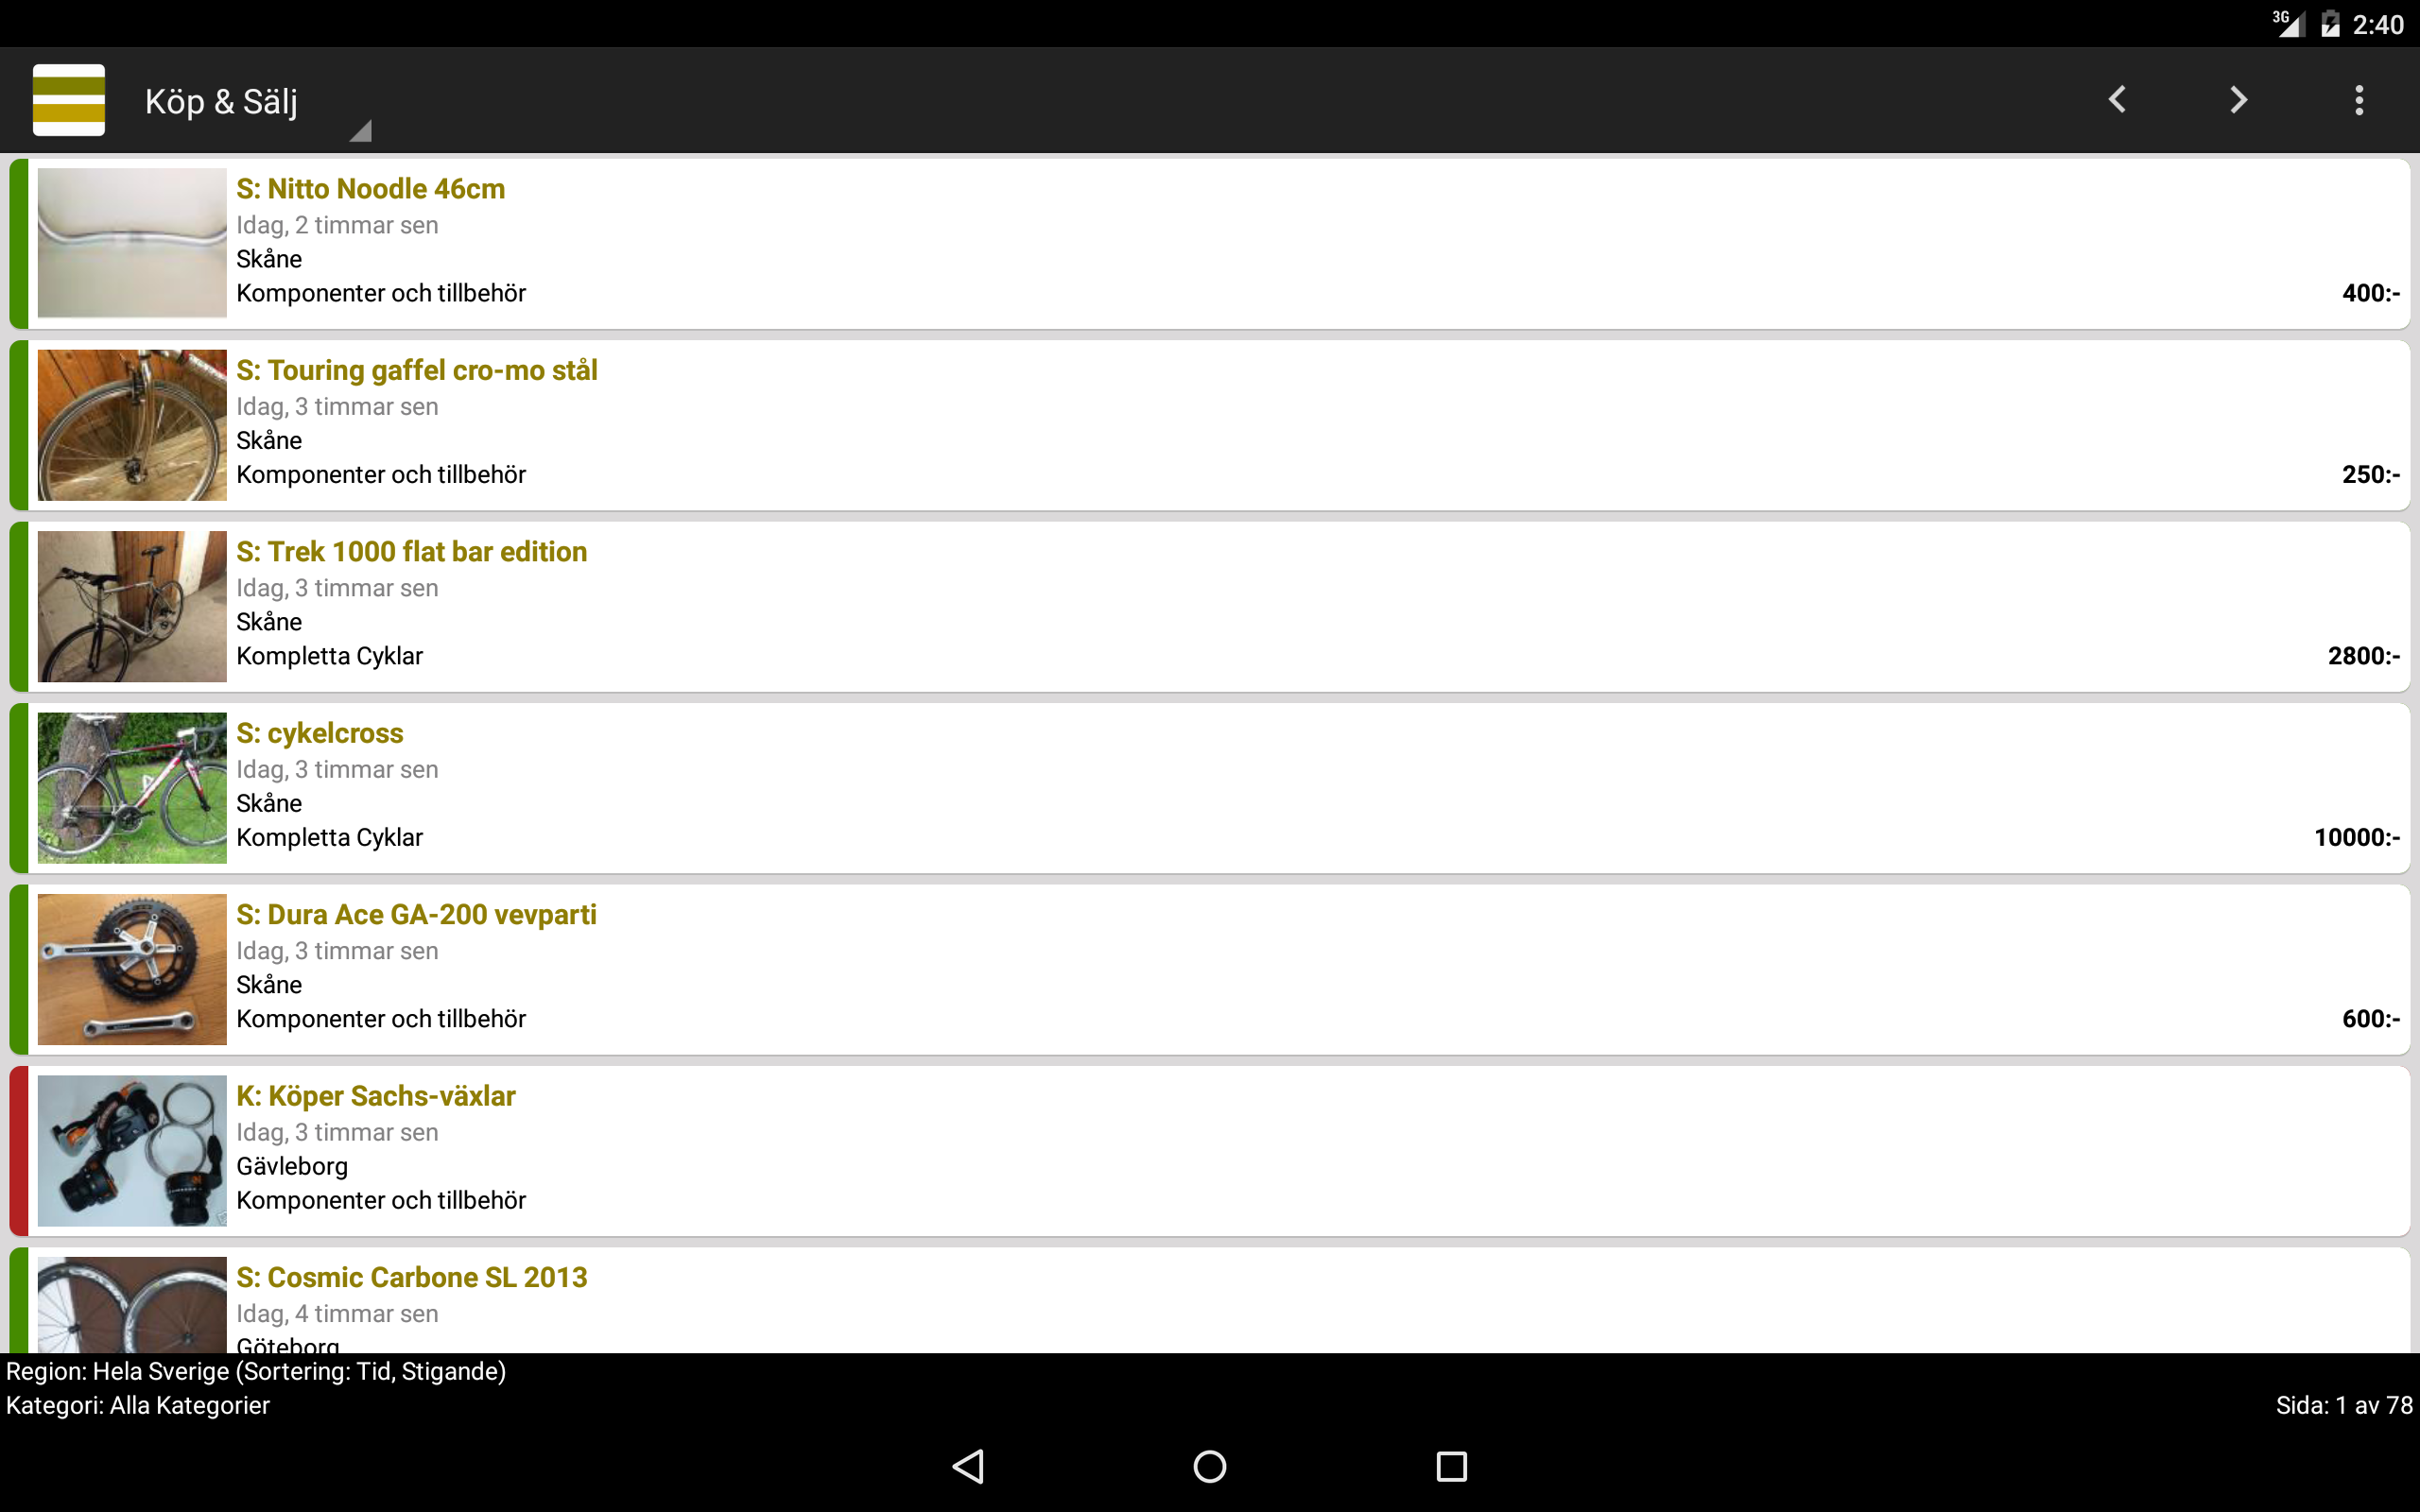 3G 2:40
Köp & Sälj
S: Nitto Noodle 46cm
Idag, 2 timmar sen
Skåne
Komponenter och tillbehör
400:-
S: Touring gaffel cro-mo stål
Idag, 3 timmar sen
Skåne
Komponenter och tillbehör
250:-
S: Trek 1000 flat bar edition
Idag, 3 timmar sen
Skåne
Kompletta Cyklar
2800:-
S: cykelcross
Idag, 3 timmar sen
Skåne
Kompletta Cyklar
10000:-
S: Dura Ace GA-200 vevparti
Idag, 3 timmar sen
Skåne
Komponenter och tillbehör
600:-
K: Köper Sachs-växlar
Idag, 3 timmar sen
Gävleborg
Komponenter och tillbehör
S: Cosmic Carbone SL 2013
Idag, 4 timmar sen
Göteborg
Region: Hela Sverige (Sortering: Tid, Stigande)
Kategori: Alla Kategorier
Sida: 1 av 78